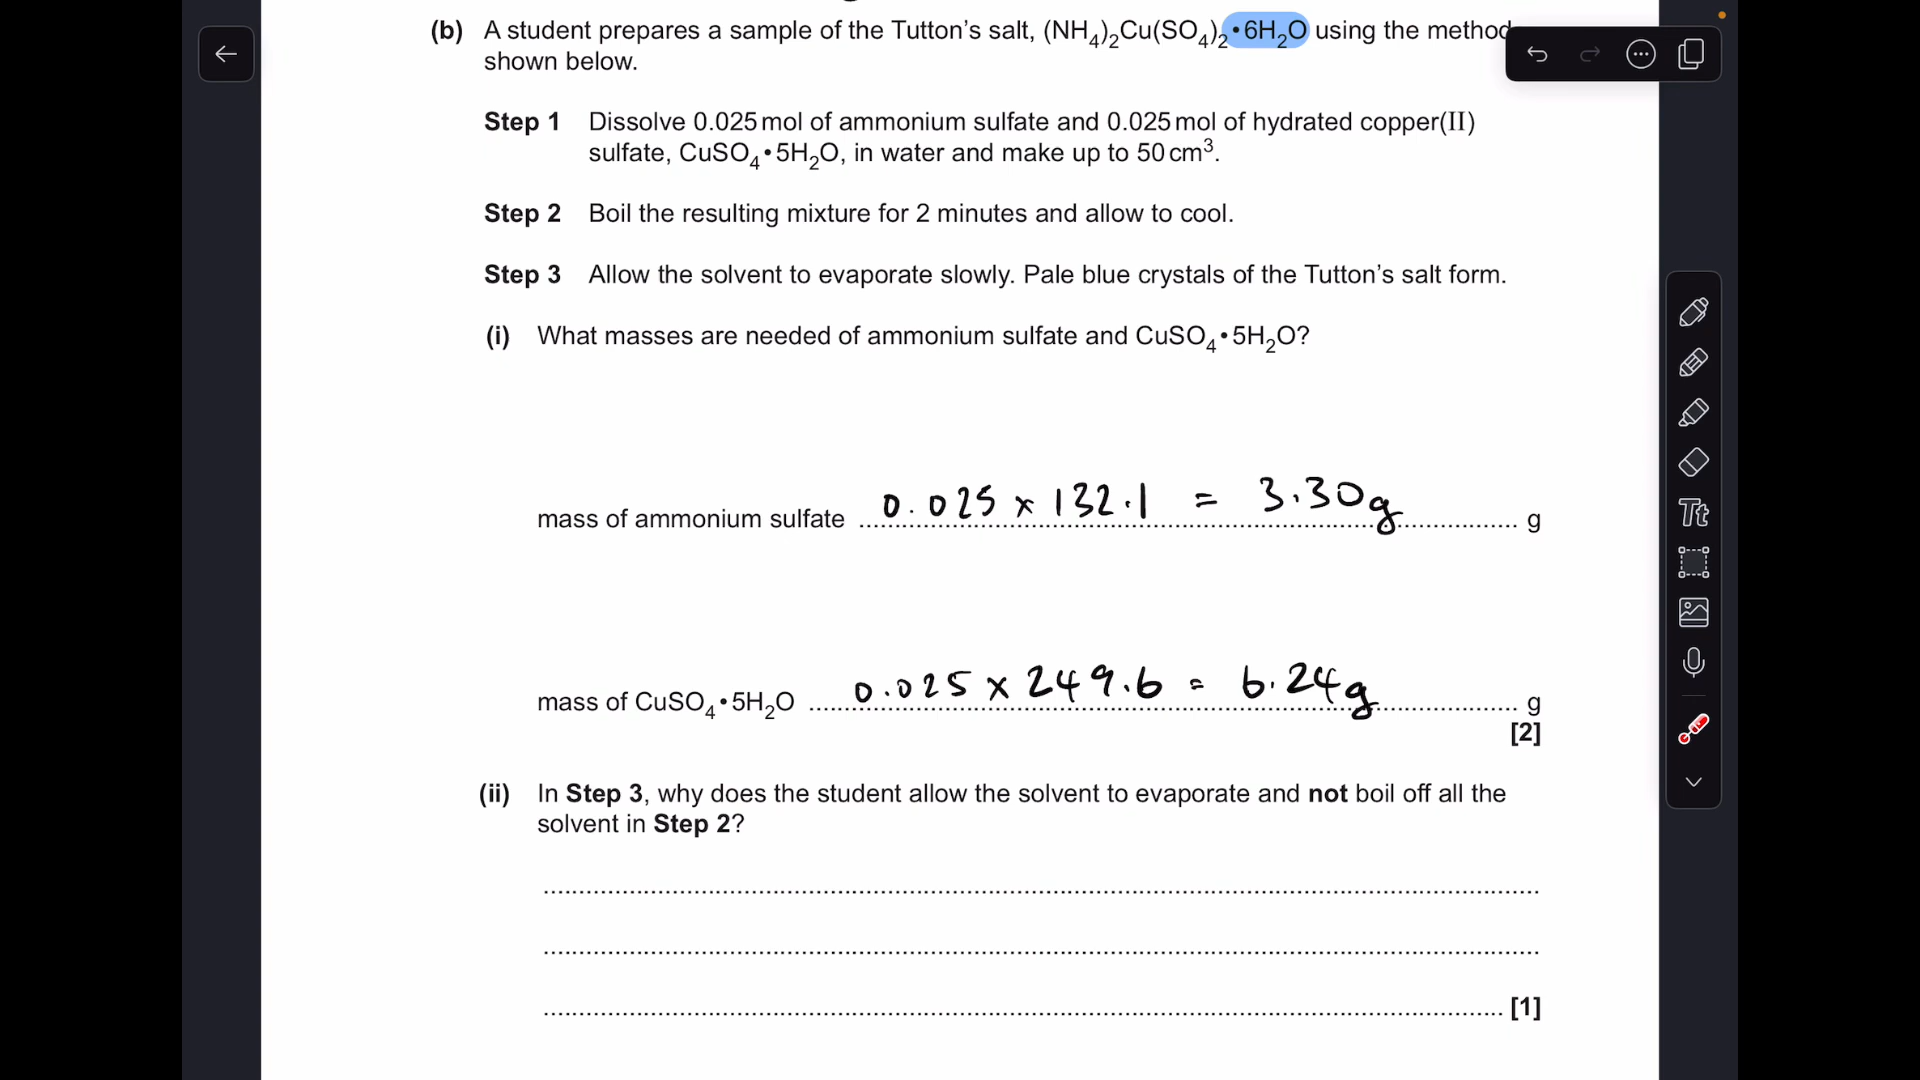 (b) A student prepares a sample of the Tutton's salt, (NH₄)₂Cu(SO₄)₂•6H₂O using the method
shown below.
Step 1 Dissolve 0.025 mol of ammonium sulfate and 0.025 mol of hydrated copper(II)
sulfate, CuSO₄•5H₂O, in water and make up to 50 cm³.
Step 2 Boil the resulting mixture for 2 minutes and allow to cool.
Step 3 Allow the solvent to evaporate slowly. Pale blue crystals of the Tutton's salt form.
(i) What masses are needed of ammonium sulfate and CuSO₄•5H₂O?
mass of ammonium sulfate 0.025 × 132.1 = 3.30g g
mass of CuSO₄•5H₂O 0.025 × 249.6 = 6.24g g
[2]
(ii) In Step 3, why does the student allow the solvent to evaporate and not boil off all the
solvent in Step 2?
[1]
Tt